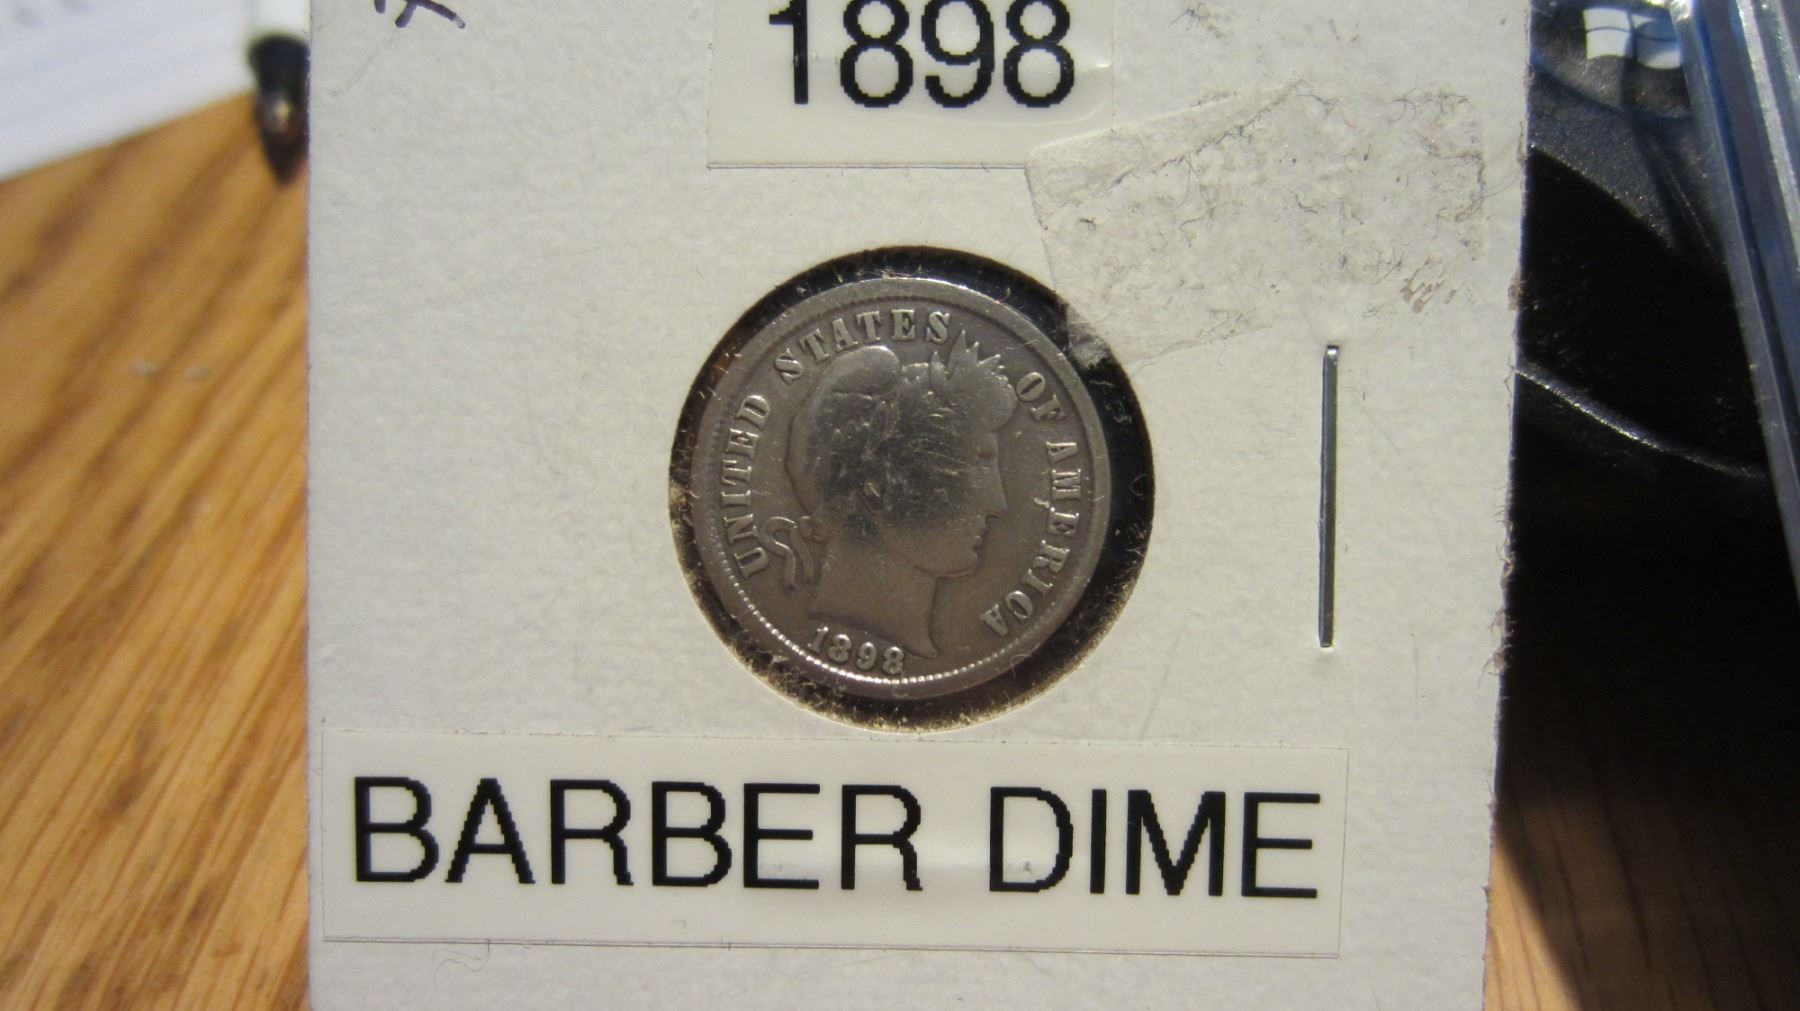 1898
UNITED STATES OF AMERICA
1898
BARBER DIME